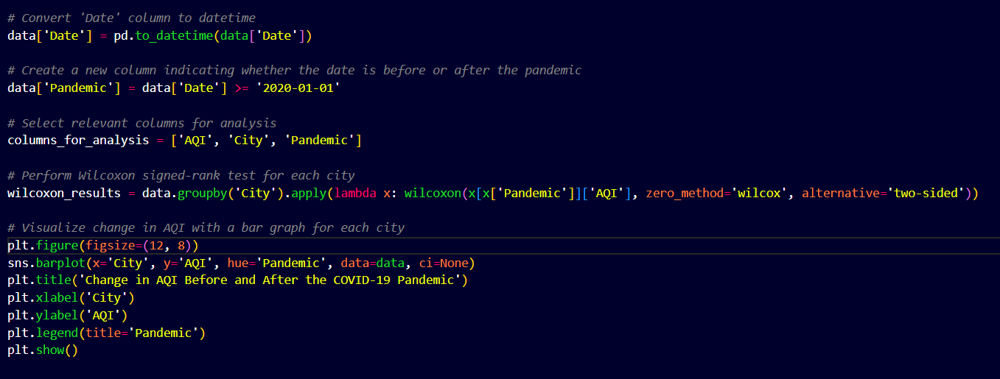 # Convert 'Date' column to datetime
data['Date'] = pd.to_datetime(data['Date'])
# Create a new column indicating whether the date is before or after the pandemic
data['Pandemic'] = data['Date'] >= '2020-01-01'
# Select relevant columns for analysis
columns_for_analysis = ['AQI', 'City', 'Pandemic']
# Perform Wilcoxon signed-rank test for each city
wilcoxon_results = data.groupby('City').apply(lambda x: wilcoxon(x[x['Pandemic']]['AQI'], zero_method='wilcox', alternative='two-sided'))
# Visualize change in AQI with a bar graph for each city
plt.figure(figsize=(12, 8))
sns.barplot(x='City', y='AQI', hue='Pandemic', data=data, ci=None)
plt.title('Change in AQI Before and After the COVID-19 Pandemic')
plt.xlabel('City')
plt.ylabel('AQI')
plt.legend(title='Pandemic')
plt.show()